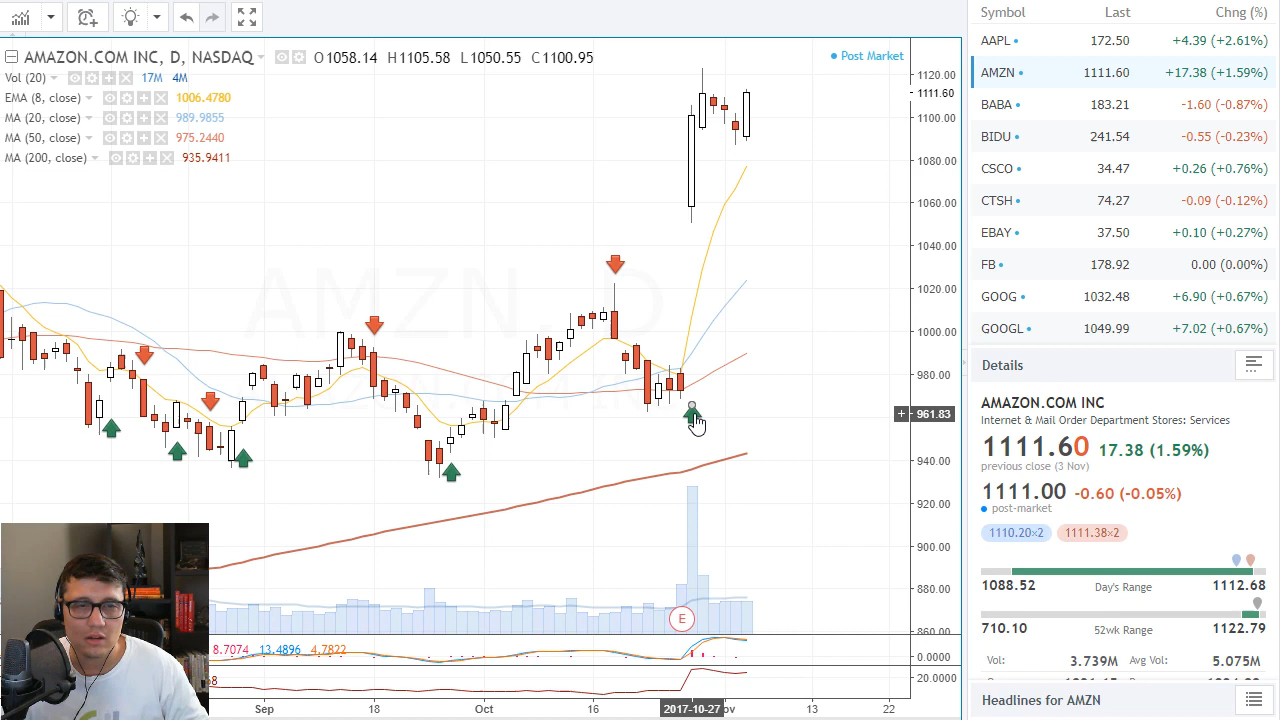 AMAZON.COM INC, D, NASDAQ O1058.14 H1105.58 L1050.55 C1100.95
Post Market
Vol (20) 17M 4M
EMA (8, close) 1006.4780
MA (20, close) 989.9855
MA (50, close) 975.2440
MA (200, close) 935.9411
AMZN, D
1120.00
1111.60
1100.00
1080.00
1060.00
1040.00
1020.00
1000.00
980.00
961.83
940.00
920.00
900.00
880.00
860.00
E
8.7074 13.4896 4.7822
0.0000
20.0000
Sep
18
Oct
16
2017-10-27
13
22
Symbol Last Chng (%)
AAPL 172.50 +4.39 (+2.61%)
AMZN 1111.60 +17.38 (+1.59%)
BABA 183.21 -1.60 (-0.87%)
BIDU 241.54 -0.55 (-0.23%)
CSCO 34.47 +0.26 (+0.76%)
CTSH 74.27 -0.09 (-0.12%)
EBAY 37.50 +0.10 (+0.27%)
FB 178.92 0.00 (0.00%)
GOOG 1032.48 +6.90 (+0.67%)
GOOGL 1049.99 +7.02 (+0.67%)
Details
AMAZON.COM INC
Internet & Mail Order Department Stores: Services
1111.60 17.38 (1.59%)
previous close (3 Nov)
1111.00 -0.60 (-0.05%)
post-market
1110.20×2 1111.38×2
1088.52 Day's Range 1112.68
710.10 52wk Range 1122.79
Vol: 3.739M Avg Vol: 5.075M
Headlines for AMZN